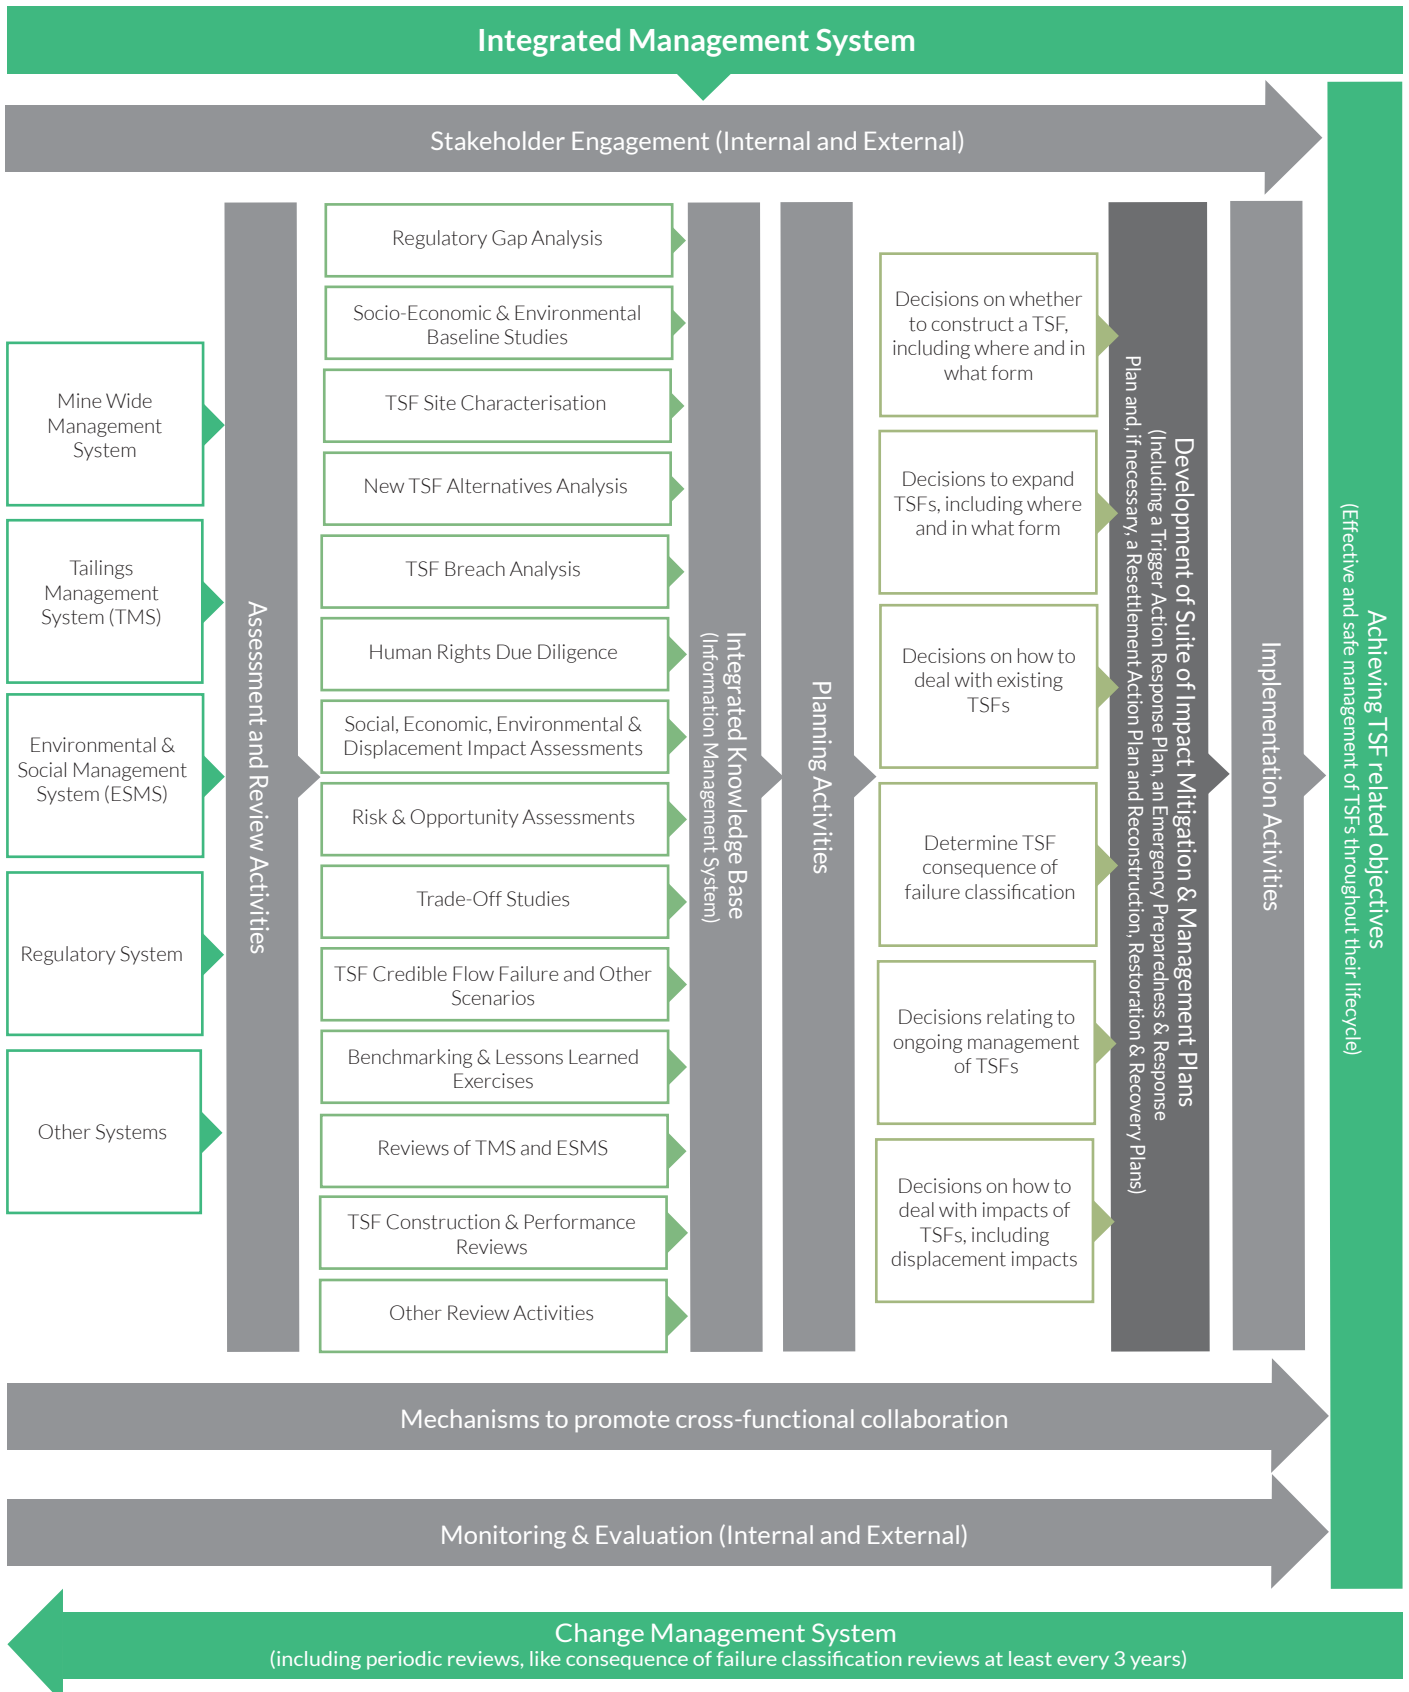 Integrated Management System
Stakeholder Engagement (Internal and External)
Mine Wide
Management
System
Tailings
Management
System (TMS)
Environmental &
Social Management
System (ESMS)
Regulatory System
Other Systems
Assessment and Review Activities
Regulatory Gap Analysis
Socio-Economic & Environmental
Baseline Studies
TSF Site Characterisation
New TSF Alternatives Analysis
TSF Breach Analysis
Human Rights Due Diligence
Social, Economic, Environmental &
Displacement Impact Assessments
Risk & Opportunity Assessments
Trade-Off Studies
TSF Credible Flow Failure and Other
Scenarios
Benchmarking & Lessons Learned
Exercises
Reviews of TMS and ESMS
TSF Construction & Performance
Reviews
Other Review Activities
Integrated Knowledge Base
(Information Management System)
Planning Activities
Decisions on whether
to construct a TSF,
including where and in
what form
Decisions to expand
TSFs, including where
and in what form
Decisions on how to
deal with existing
TSFs
Determine TSF
consequence of
failure classification
Decisions relating to
ongoing management
of TSFs
Decisions on how to
deal with impacts of
TSFs, including
displacement impacts
Development of Suite of Impact Mitigation & Management Plans
(Including a Trigger Action Response Plan, an Emergency Preparedness & Response
Plan and, if necessary, a Resettlement Action Plan and Reconstruction, Restoration & Recovery Plans)
Implementation Activities
Achieving TSF related objectives
(Effective and safe management of TSFs throughout their lifecycle)
Mechanisms to promote cross-functional collaboration
Monitoring & Evaluation (Internal and External)
Change Management System
(including periodic reviews, like consequence of failure classification reviews at least every 3 years)